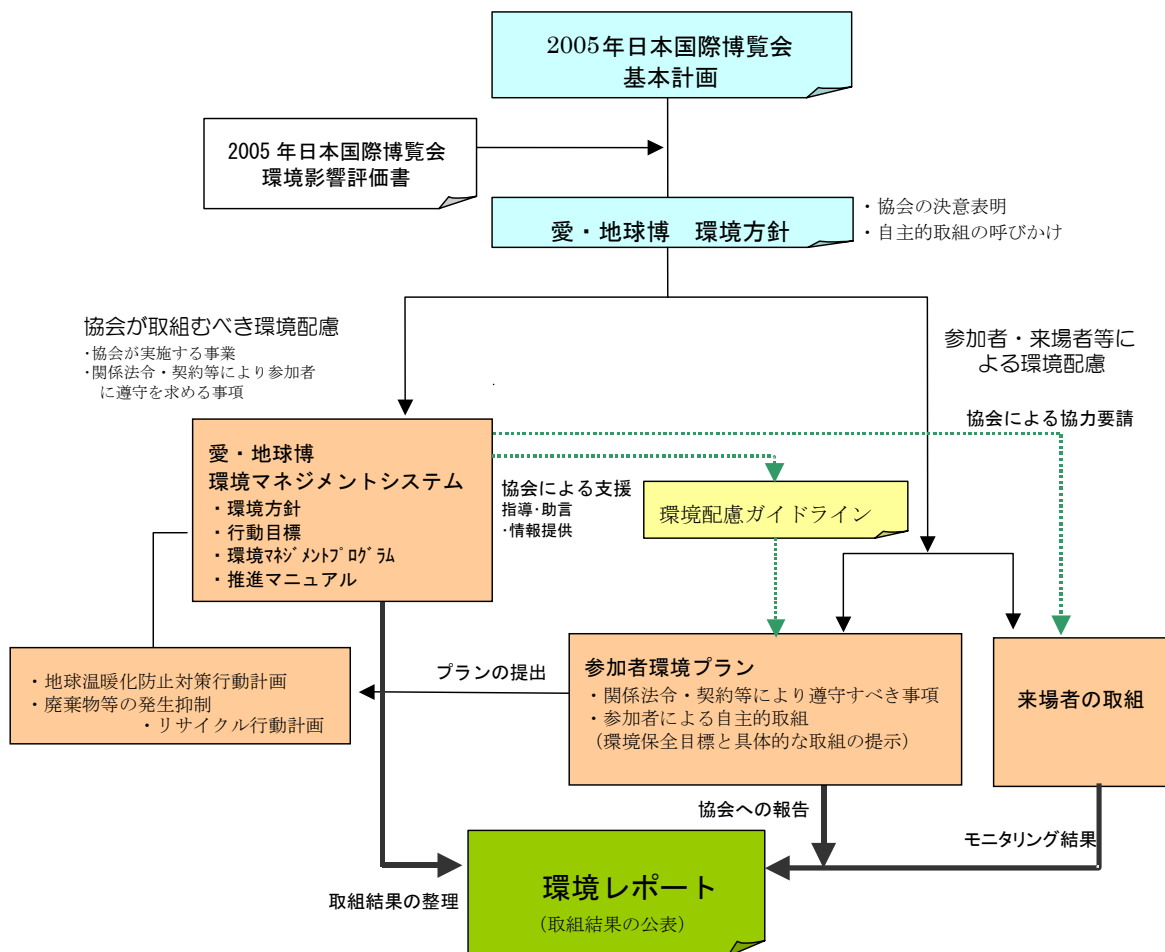 2005年日本国際博覧会
基本計画
2005年日本国際博覧会
環境影響評価書
愛・地球博 環境方針
・協会の決意表明
・自主的取組の呼びかけ
協会が取組むべき環境配慮
・協会が実施する事業
・関係法令・契約等により参加者
に遵守を求める事項
参加者・来場者等に
よる環境配慮
協会による協力要請
愛・地球博
環境マネジメントシステム
・環境方針
・行動目標
・環境ﾏﾈｼﾞﾒﾝﾄﾌﾟﾛｸﾞﾗﾑ
・推進マニュアル
協会による支援
指導・助言
・情報提供
環境配慮ガイドライン
・地球温暖化防止対策行動計画
・廃棄物等の発生抑制
・リサイクル行動計画
プランの提出
参加者環境プラン
・関係法令・契約等により遵守すべき事項
・参加者による自主的取組
(環境保全目標と具体的な取組の提示)
来場者の取組
協会への報告
モニタリング結果
取組結果の整理
環境レポート
(取組結果の公表)